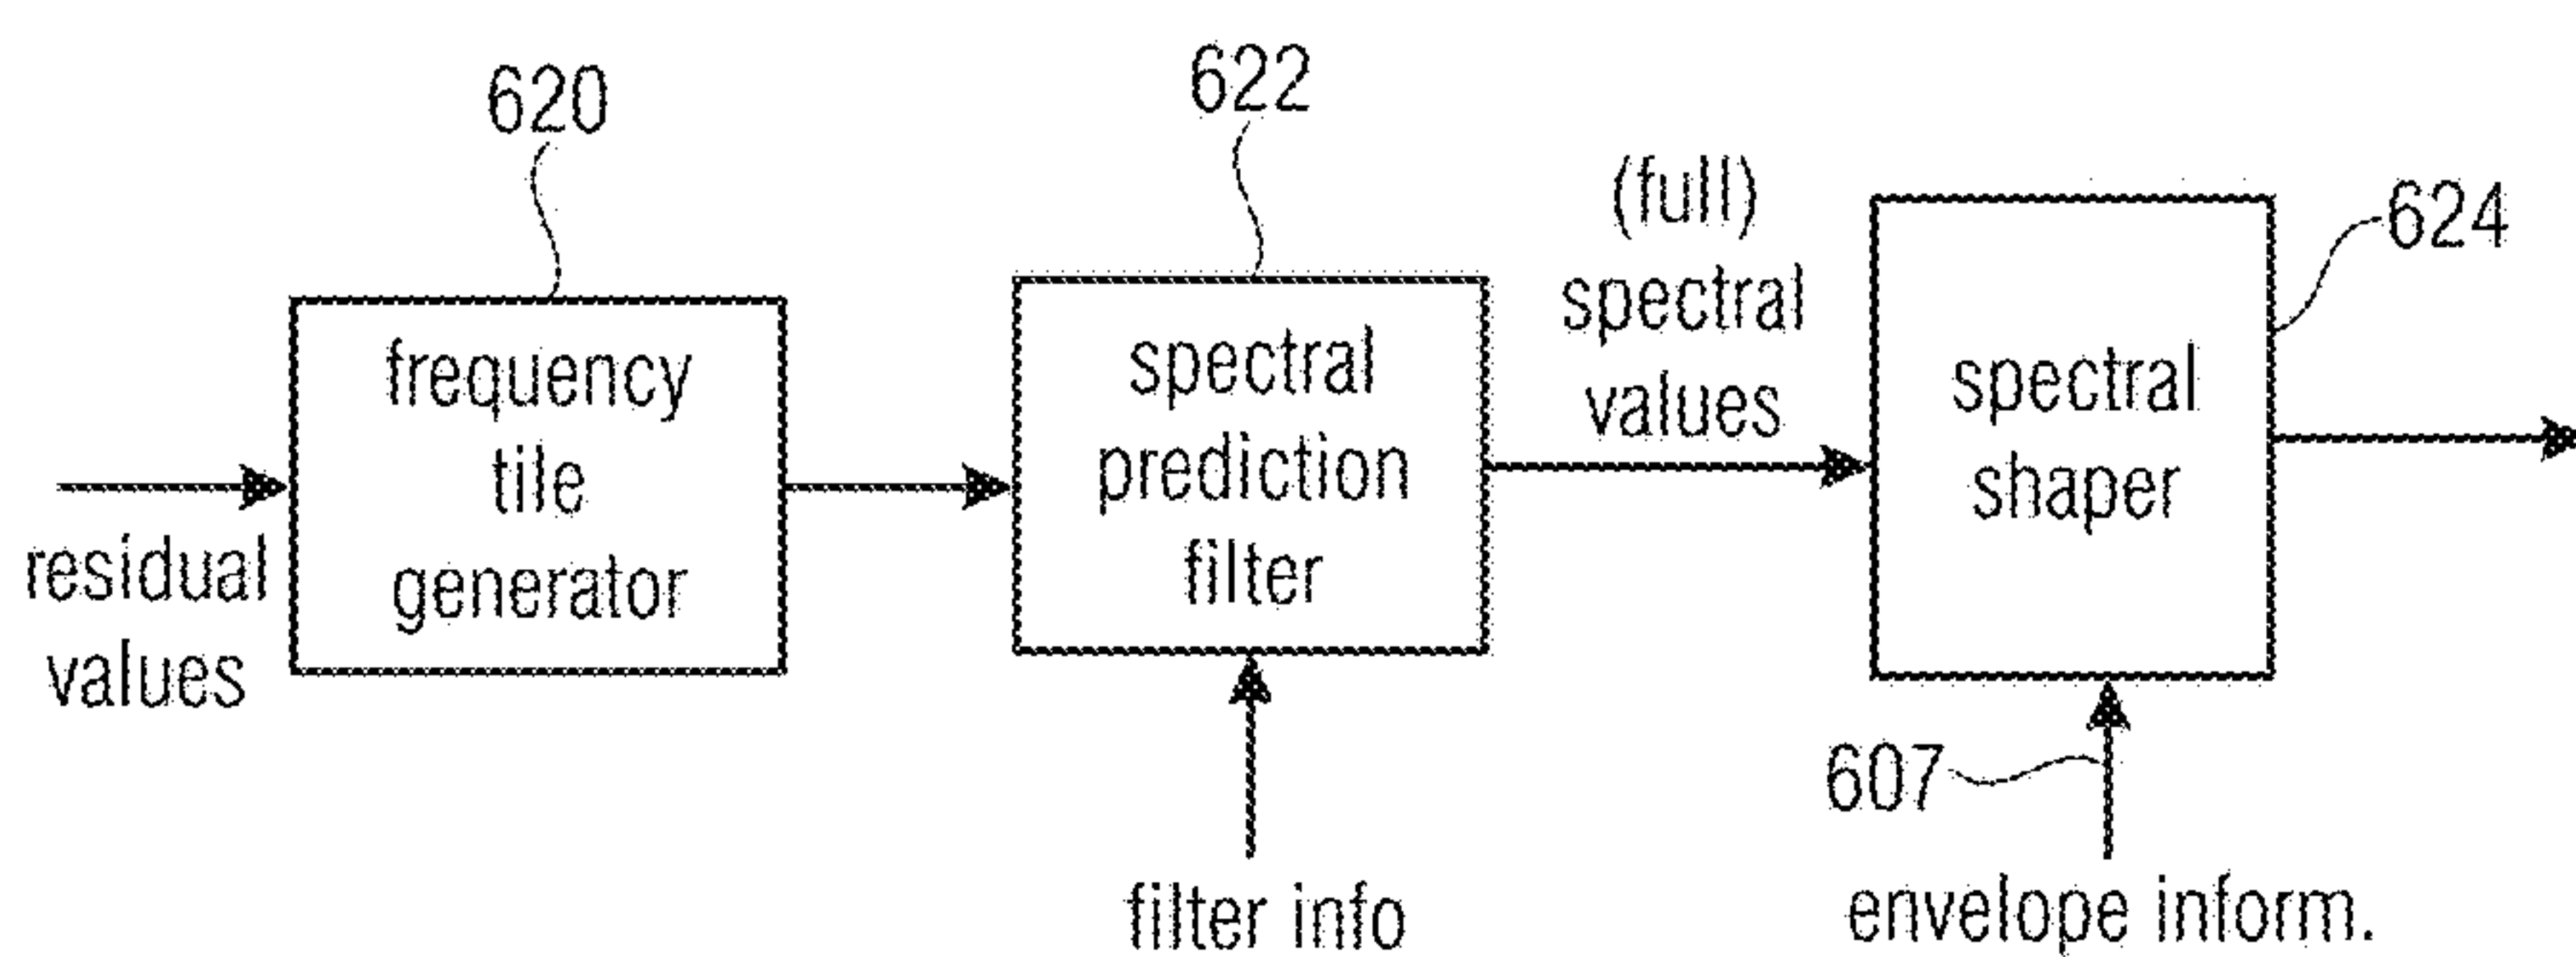 620
622
624
residual
values
frequency
tile
generator
spectral
prediction
filter
(full)
spectral
values
spectral
shaper
607
filter info
envelope inform.